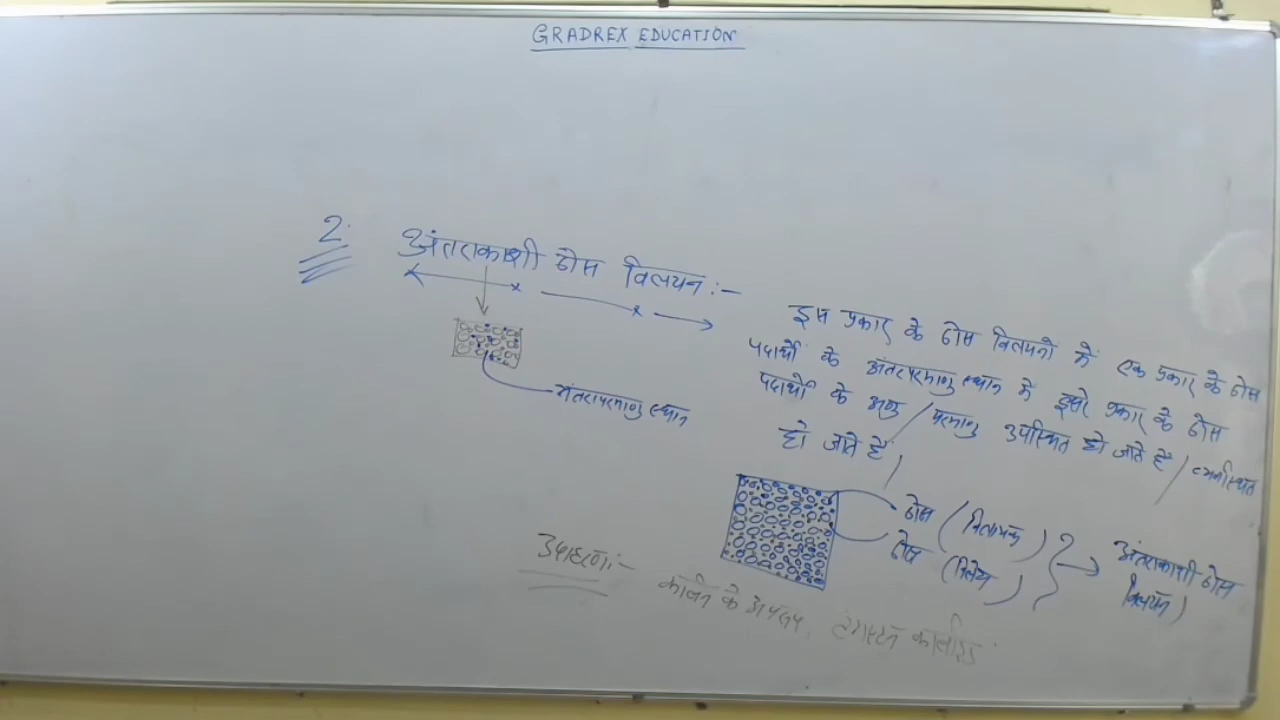 GRADREX EDUCATION
2. अंतराकाशी ठोस विलयन :-
अंतरापरमाणु स्थान
इस प्रकार के ठोस विलयनों में एक प्रकार के ठोस
पदार्थों के अंतरापरमाणु स्थान में दूसरे प्रकार के ठोस
पदार्थों के अणु / परमाणु उपस्थित हो जाते हैं / व्यवस्थित
हो जाते हैं /
ठोस (विलायक)
ठोस (विलेय)
अंतराकाशी ठोस
विलयन)
उदाहरण:-
कार्बन के, टंगस्टन कार्बाइड